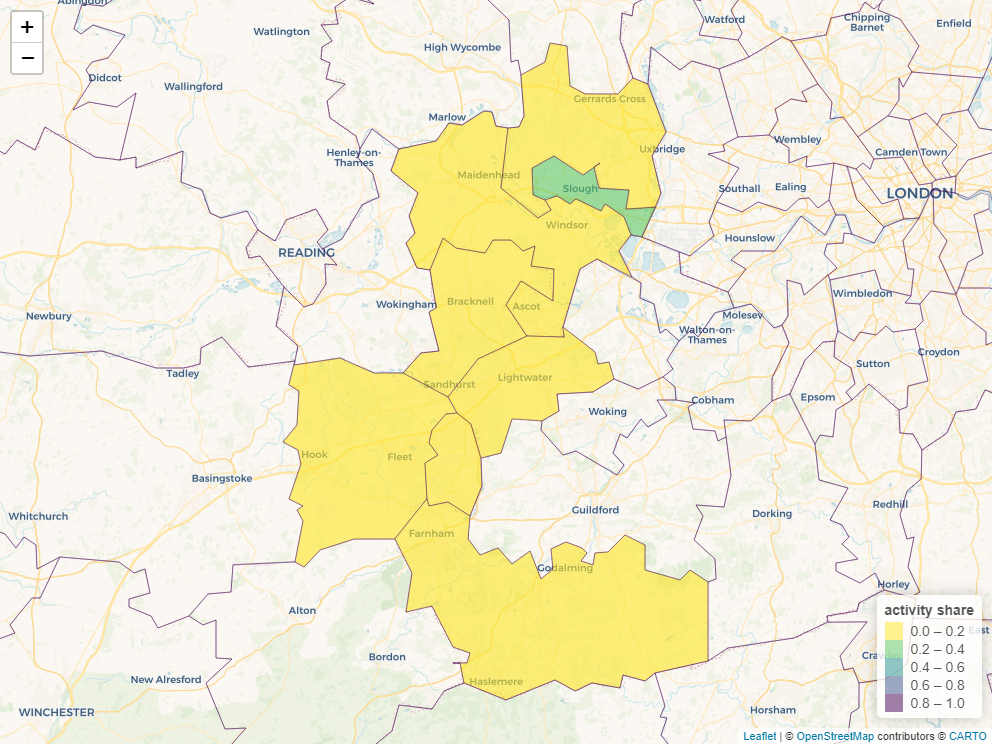 Abingdon
+
−
Watlington
High Wycombe
Watford
Chipping
Barnet
Enfield
Didcot
Wallingford
Gerrards Cross
Marlow
Henley-on-
Thames
Uxbridge
Wembley
Camden Town
Maidenhead
Slough
Southall
Ealing
LONDON
Windsor
Hounslow
READING
Wokingham
Bracknell
Ascot
Wimbledon
Newbury
Molesey
Walton-on-
Thames
Croydon
Sutton
Tadley
Sandhurst
Lightwater
Woking
Cobham
Epsom
Hook
Fleet
Basingstoke
Whitchurch
Guildford
Dorking
Redhill
Farnham
Godalming
Horley
Alton
Bordon
New Alresford
Haslemere
WINCHESTER
Horsham
East
Cra
activity share
0.0 – 0.2
0.2 – 0.4
0.4 – 0.6
0.6 – 0.8
0.8 – 1.0
Leaflet | © OpenStreetMap contributors © CARTO